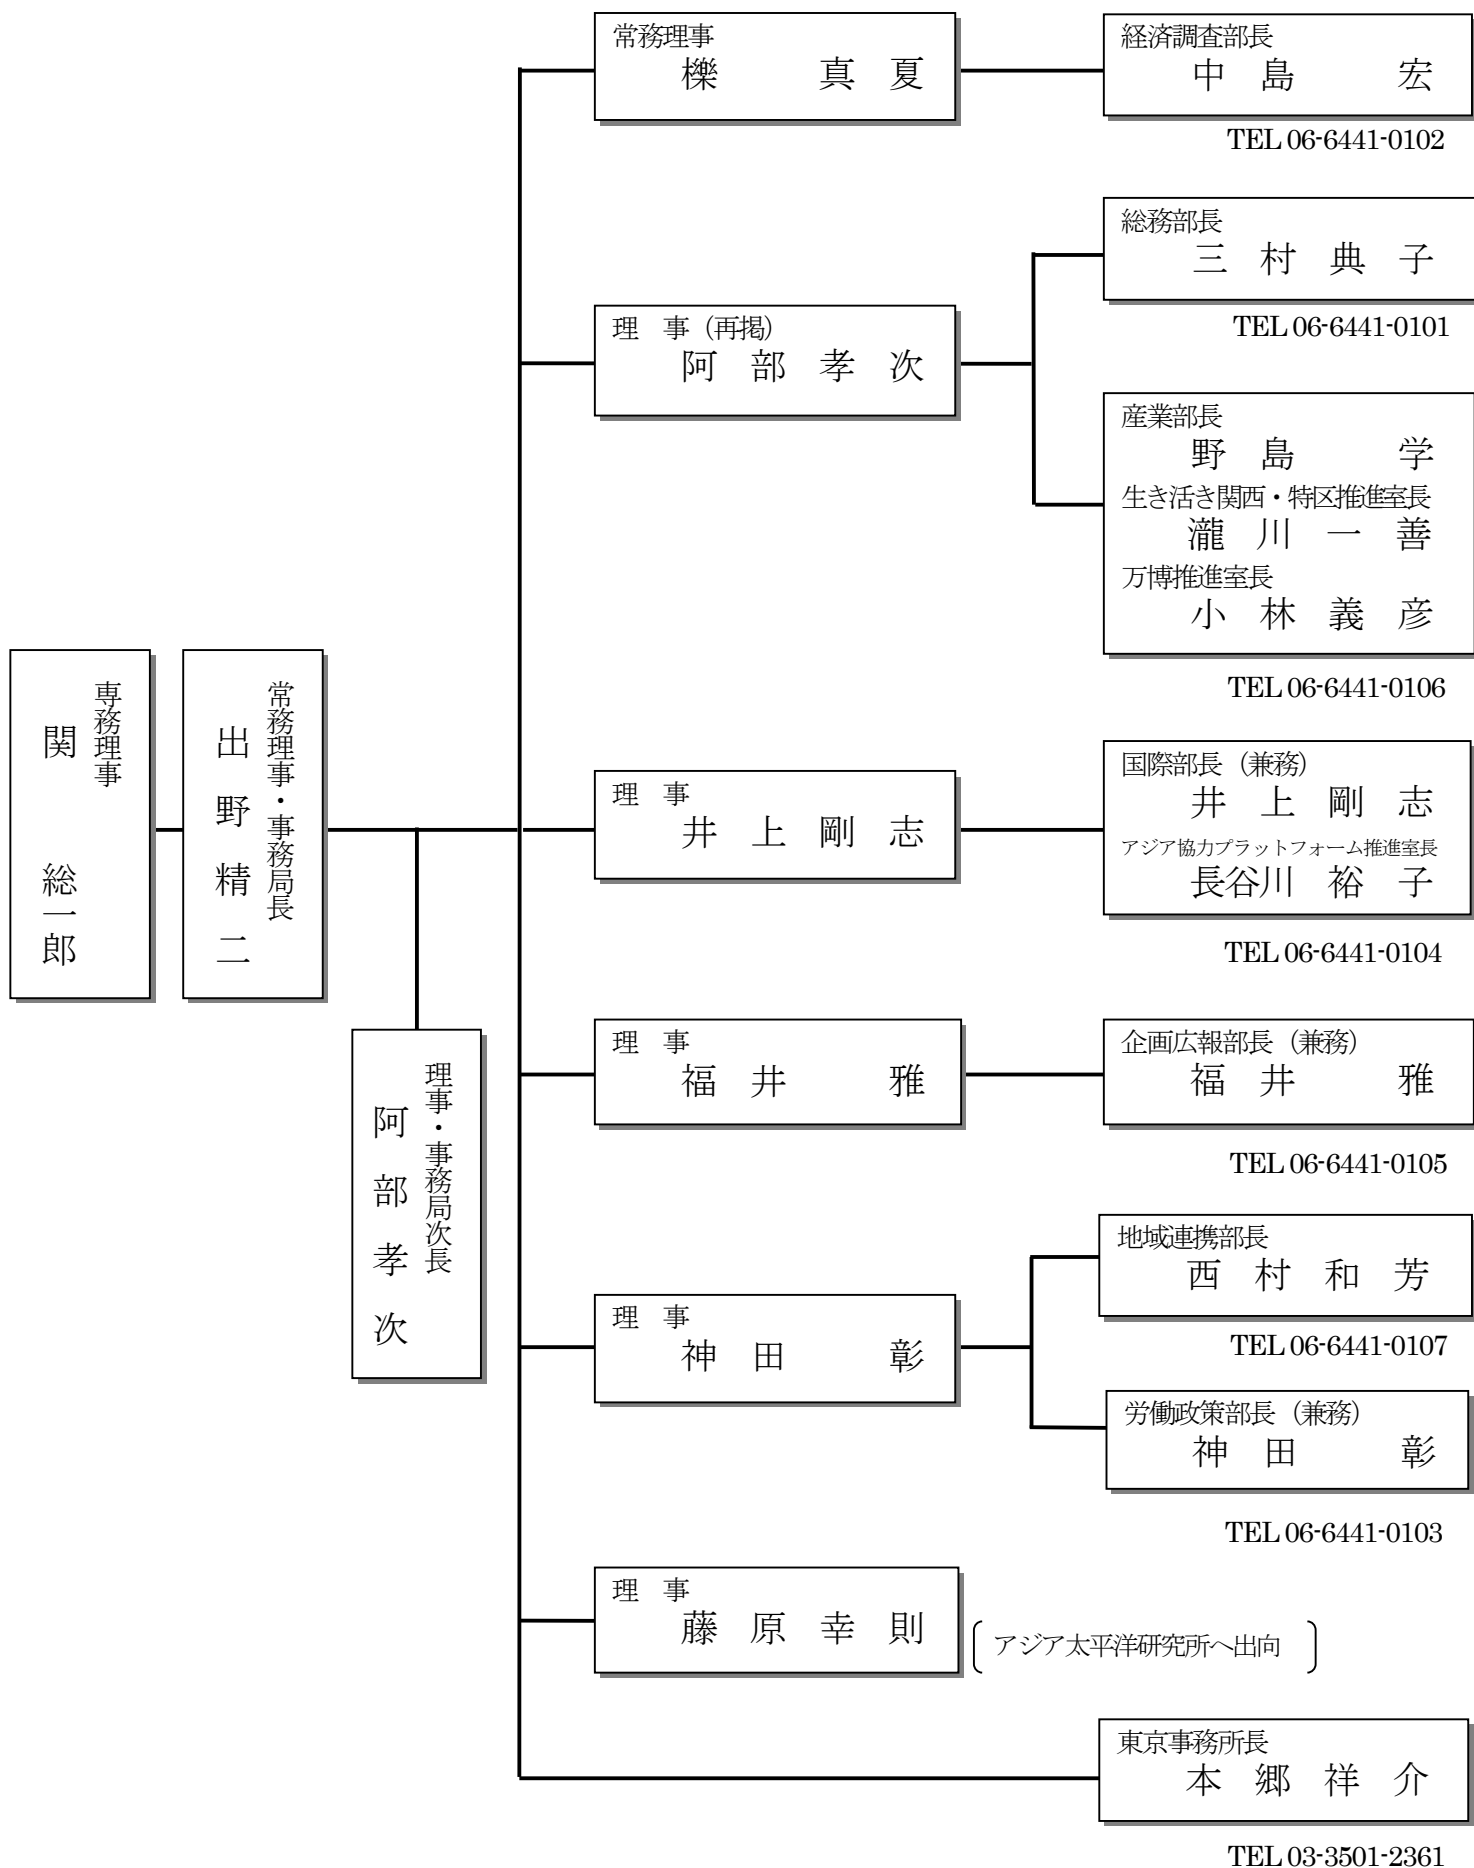 専務理事
関　　総一郎
常務理事・事務局長
出野精二
理事・事務局次長
阿部孝次
常務理事
櫟　　真夏
経済調査部長
中島　　宏
TEL 06-6441-0102
理　事（再掲）
阿部孝次
総務部長
三村典子
TEL 06-6441-0101
産業部長
野島　　学
生き活き関西・特区推進室長
瀧川一善
万博推進室長
小林義彦
TEL 06-6441-0106
理　事
井上剛志
国際部長（兼務）
井上剛志
アジア協力プラットフォーム推進室長
長谷川裕子
TEL 06-6441-0104
理　事
福井　　雅
企画広報部長（兼務）
福井　　雅
TEL 06-6441-0105
理　事
神田　　彰
地域連携部長
西村和芳
TEL 06-6441-0107
労働政策部長（兼務）
神田　　彰
TEL 06-6441-0103
理　事
藤原幸則
〔アジア太平洋研究所へ出向〕
東京事務所長
本郷祥介
TEL 03-3501-2361